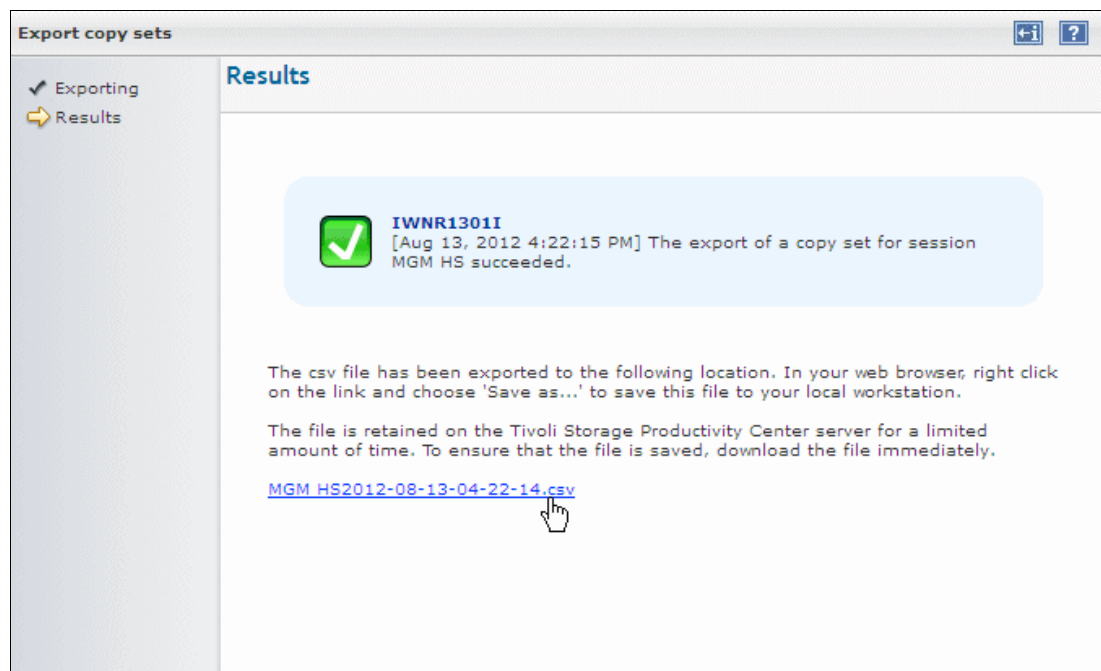 Export copy sets
?
Exporting
Results
Results
IWNR1301I
[Aug 13, 2012 4:22:15 PM] The export of a copy set for session
MGM HS succeeded.
The csv file has been exported to the following location. In your web browser, right click
on the link and choose 'Save as...' to save this file to your local workstation.
The file is retained on the Tivoli Storage Productivity Center server for a limited
amount of time. To ensure that the file is saved, download the file immediately.
MGM HS2012-08-13-04-22-14.csv